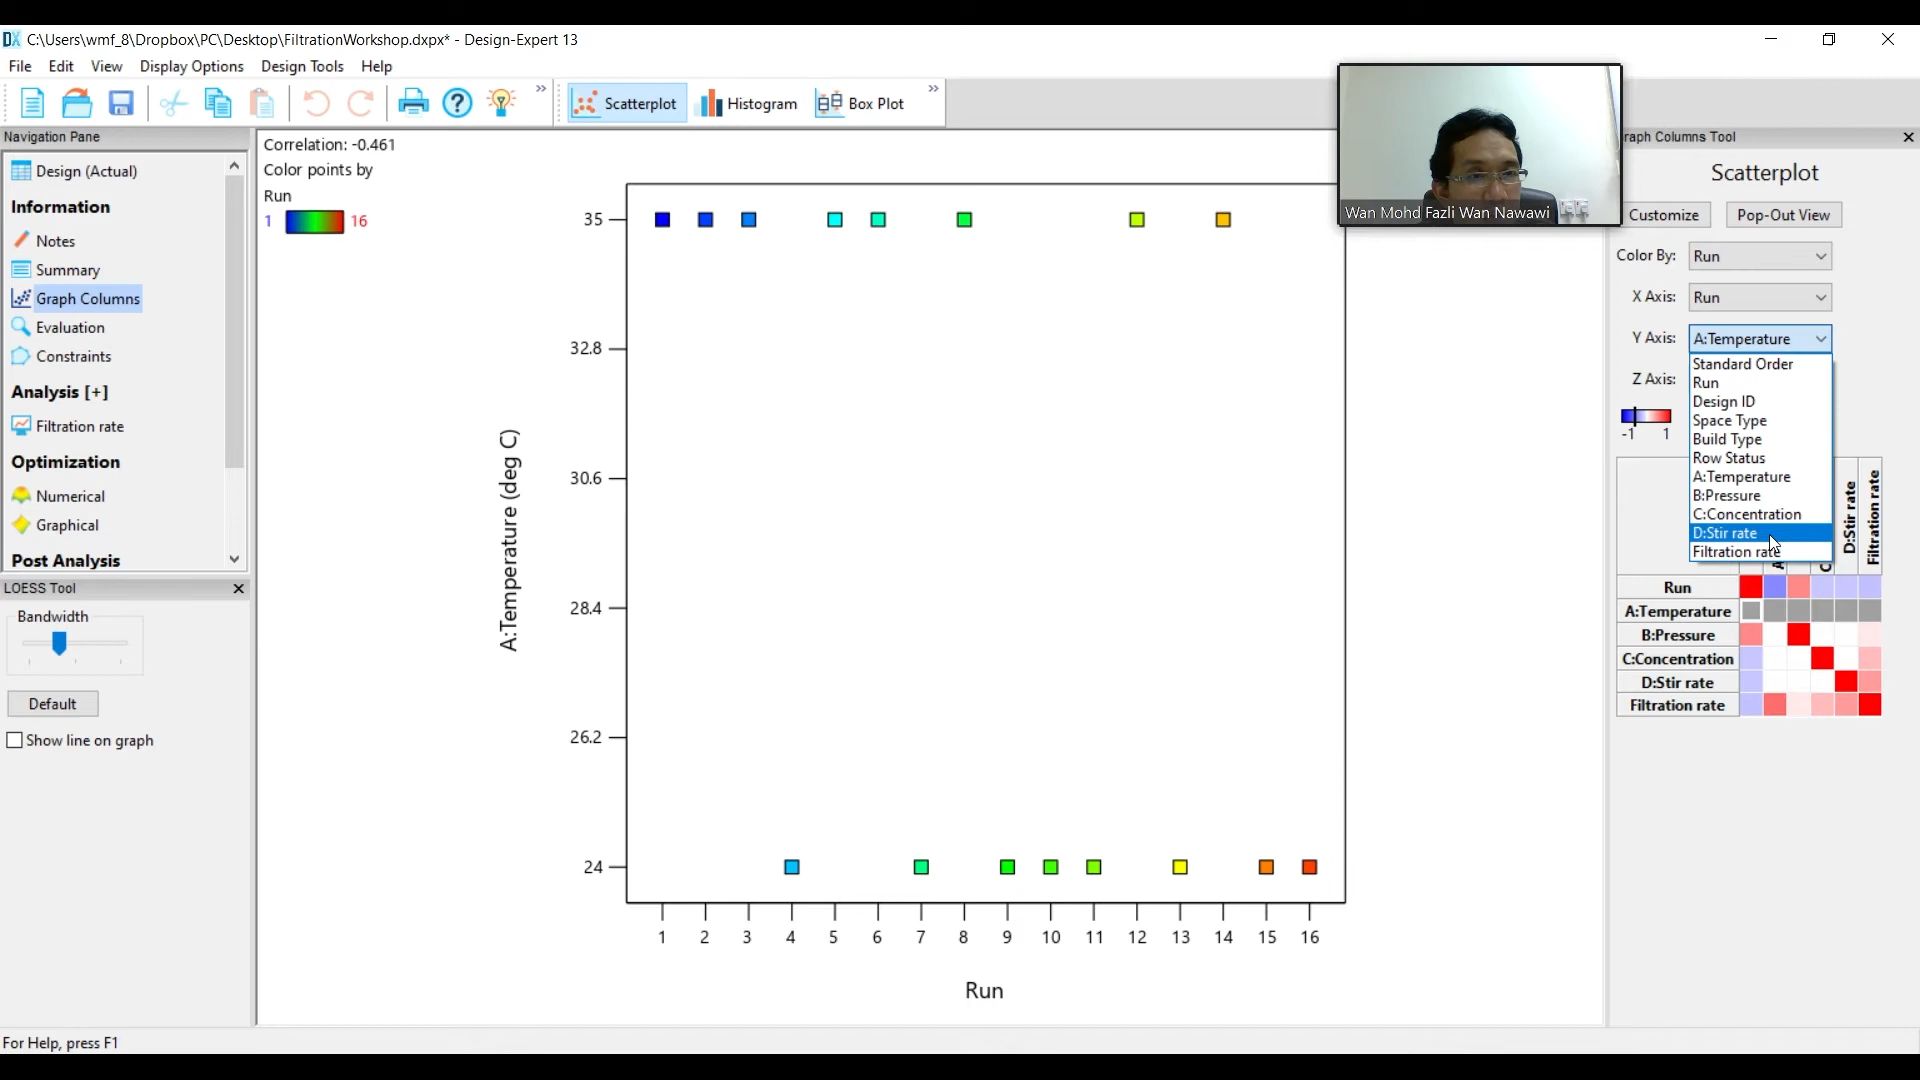 DX C:\Users\wmf_8\Dropbox\PC\Desktop\FiltrationWorkshop.dxpx* - Design-Expert 13
File Edit View Display Options Design Tools Help
» Scatterplot Histogram Box Plot »
Navigation Pane
Design (Actual)
Information
Notes
Summary
Graph Columns
Evaluation
Constraints
Analysis [+]
Filtration rate
Optimization
Numerical
Graphical
Post Analysis
LOESS Tool
Bandwidth
Default
Show line on graph
For Help, press F1
Correlation: -0.461
Color points by
Run
1 16
35
32.8
30.6
28.4
26.2
24
A:Temperature (deg C)
1 2 3 4 5 6 7 8 9 10 11 12 13 14 15 16
Run
Wan Mohd Fazli Wan Nawawi
raph Columns Tool
Scatterplot
Customize Pop-Out View
Color By: Run
X Axis: Run
Y Axis: A:Temperature
Z Axis:
Standard Order
Run
Design ID
Space Type
Build Type
Row Status
A:Temperature
B:Pressure
C:Concentration
D:Stir rate
Filtration rate
-1 1
D:Stir rate
Filtration rate
Run
A:Temperature
B:Pressure
C:Concentration
D:Stir rate
Filtration rate